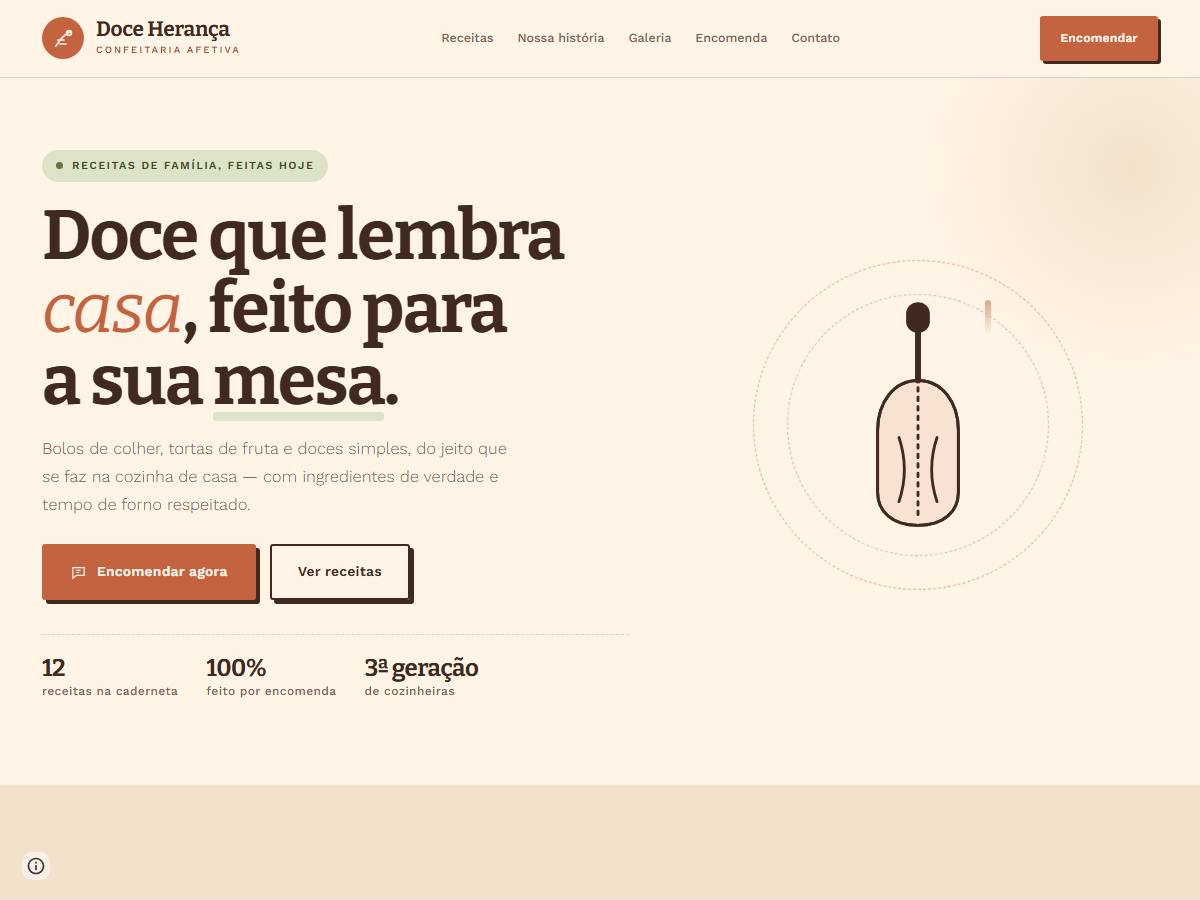 Doce Herança
CONFEITARIA AFETIVA
Receitas
Nossa história
Galeria
Encomenda
Contato
Encomendar
RECEITAS DE FAMÍLIA, FEITAS HOJE
Doce que lembra
casa, feito para
a sua mesa.
Bolos de colher, tortas de fruta e doces simples, do jeito que
se faz na cozinha de casa — com ingredientes de verdade e
tempo de forno respeitado.
Encomendar agora
Ver receitas
12
receitas na caderneta
100%
feito por encomenda
3ª geração
de cozinheiras